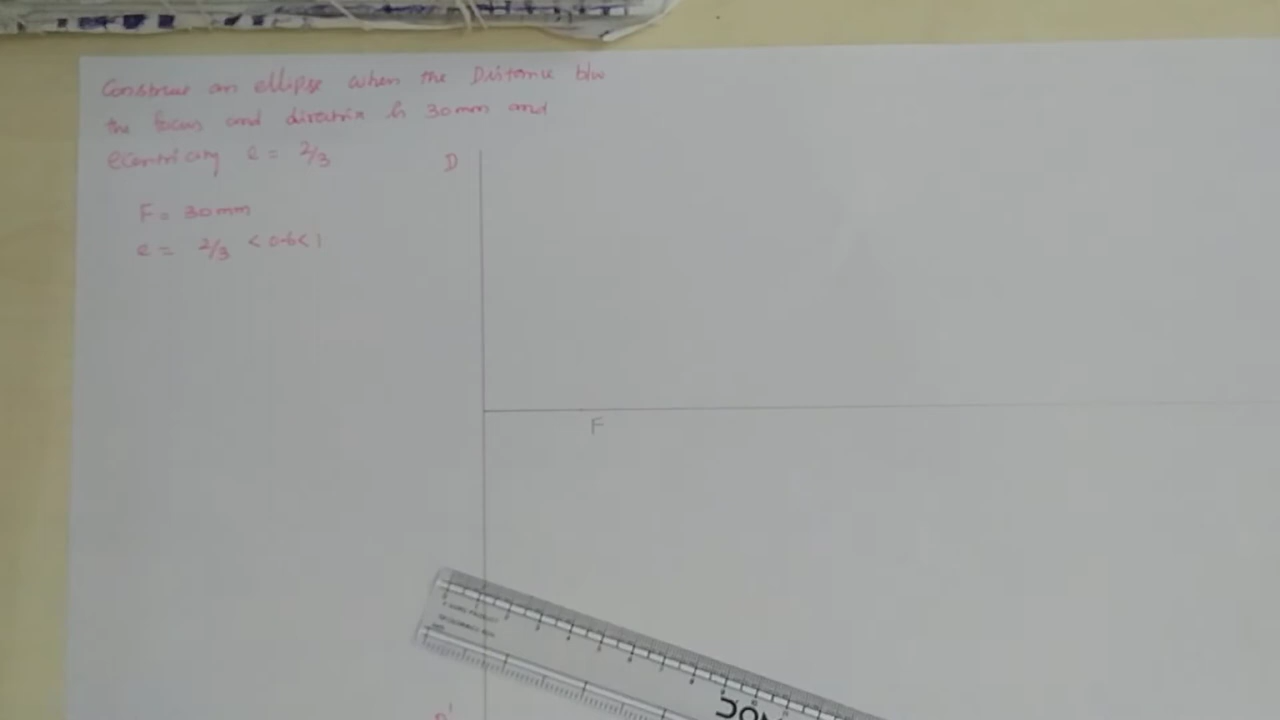 Construct an ellipse when the Distance b/w
the focus and directrix is 30mm and
eccentricity e = 2/3
D
F = 30mm
e = 2/3 < 0.6 < 1
F
D'